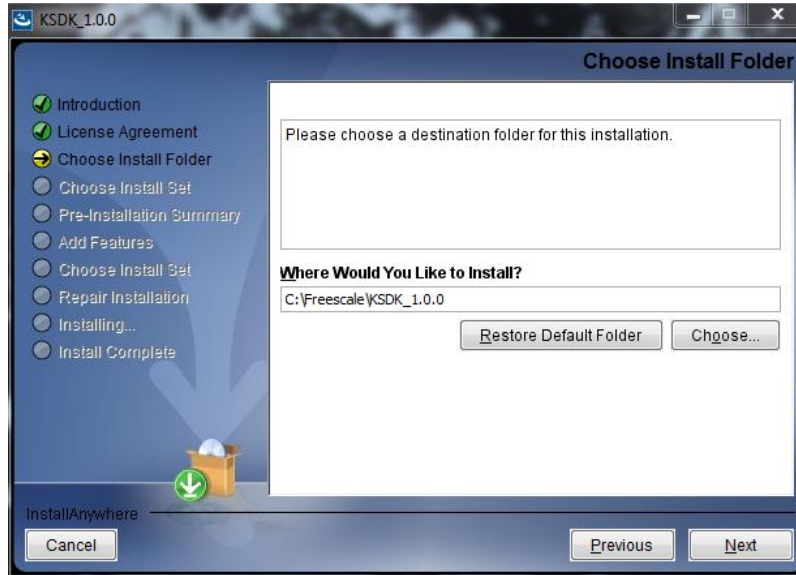 KSDK_1.0.0
Choose Install Folder
Introduction
License Agreement
Choose Install Folder
Choose Install Set
Pre-Installation Summary
Add Features
Choose Install Set
Repair Installation
Installing...
Install Complete
Please choose a destination folder for this installation.
Where Would You Like to Install?
C:\Freescale\KSDK_1.0.0
Restore Default Folder
Choose...
InstallAnywhere
Cancel
Previous
Next